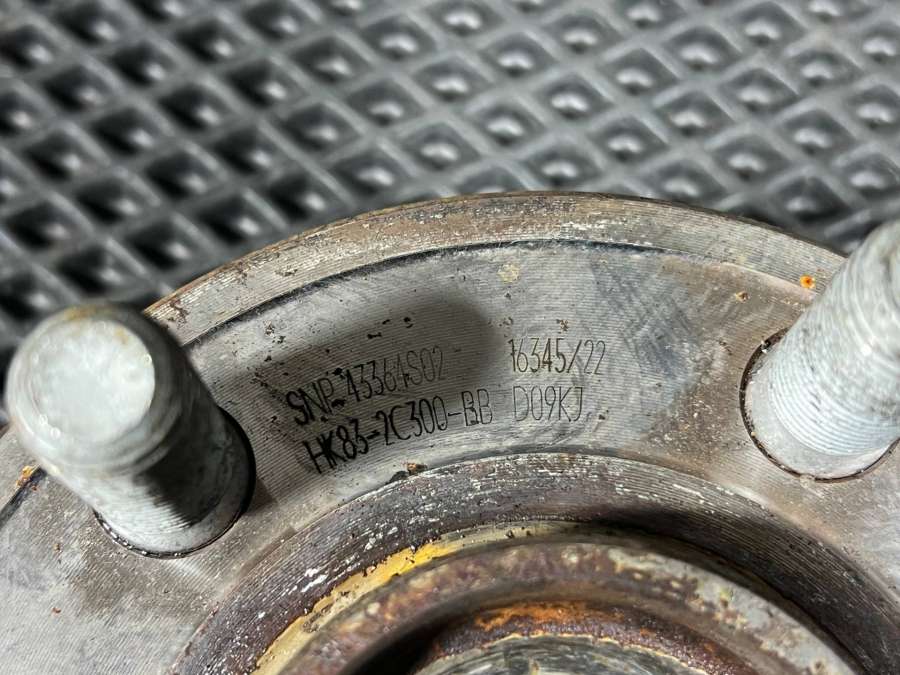 SNR 43364S02 16345/22
HK83-2C300-BB D09KJ